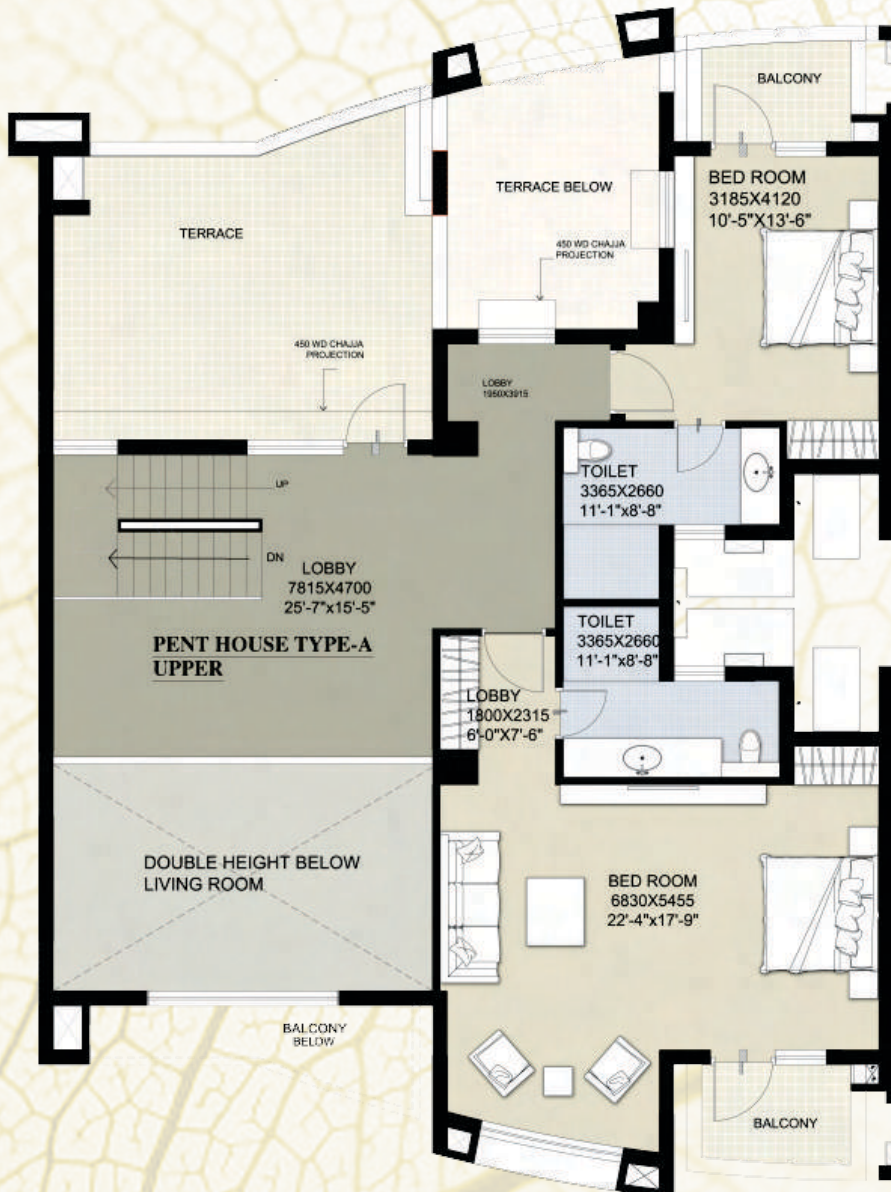 BALCONY
BED ROOM
3185X4120
10'-5"X13'-6"
TERRACE BELOW
TERRACE
450 WD CHAJJA
PROJECTION
450 WD CHAJJA
PROJECTION
LOBBY
1950X3915
TOILET
3365X2660
11'-1"x8'-8"
UP
DN
LOBBY
7815X4700
25'-7"x15'-5"
PENT HOUSE TYPE-A
UPPER
TOILET
3365X2660
11'-1"x8'-8"
LOBBY
1800X2315
6'-0"X7'-6"
DOUBLE HEIGHT BELOW
LIVING ROOM
BED ROOM
6830X5455
22'-4"x17'-9"
BALCONY
BELOW
BALCONY